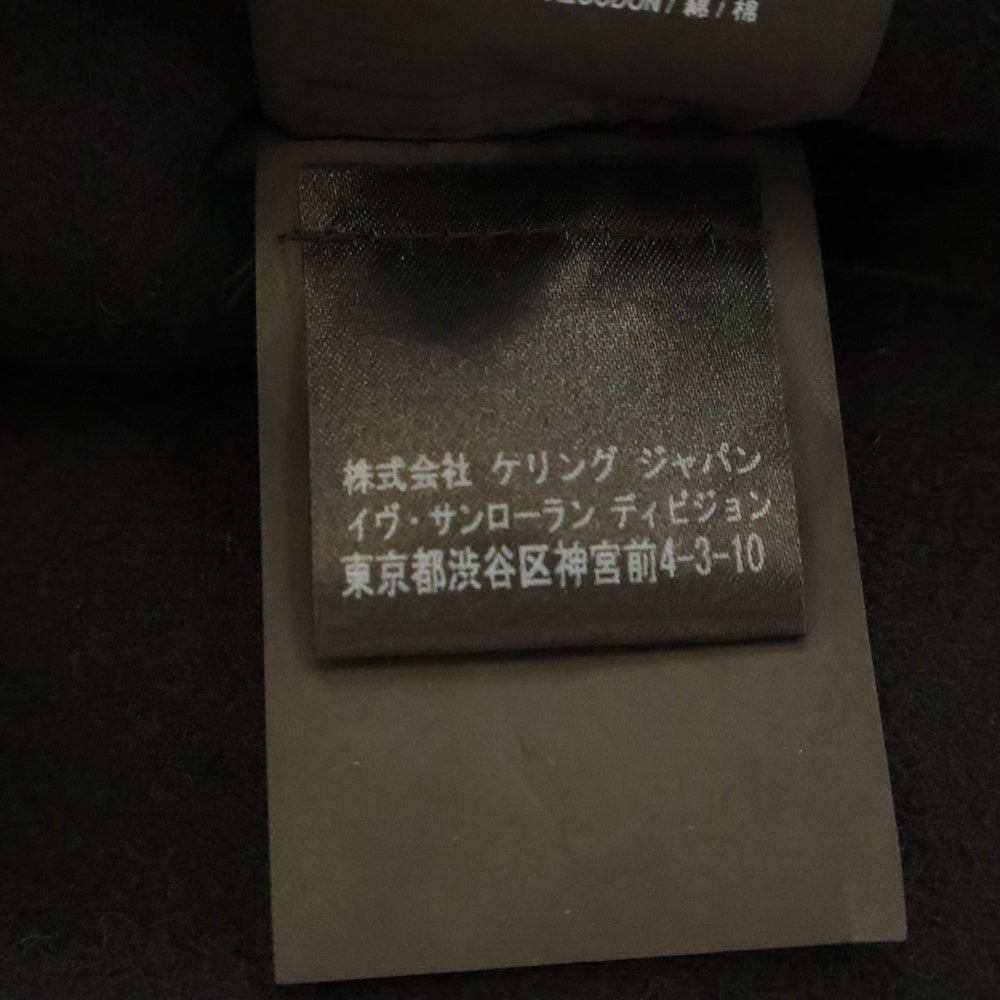 / 綿 / 棉
株式会社 ケリング ジャパン
イヴ・サンローラン ディビジョン
東京都渋谷区神宮前4-3-10